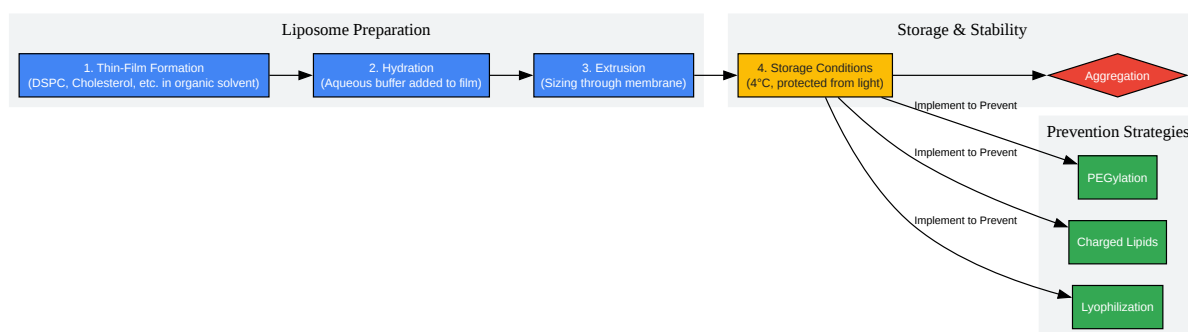 Liposome Preparation
1. Thin-Film Formation
(DSPC, Cholesterol, etc. in organic solvent)
2. Hydration
(Aqueous buffer added to film)
3. Extrusion
(Sizing through membrane)
Storage & Stability
4. Storage Conditions
(4°C, protected from light)
Aggregation
Implement to Prevent
Implement to Prevent
Implement to Prevent
Prevention Strategies
PEGylation
Charged Lipids
Lyophilization